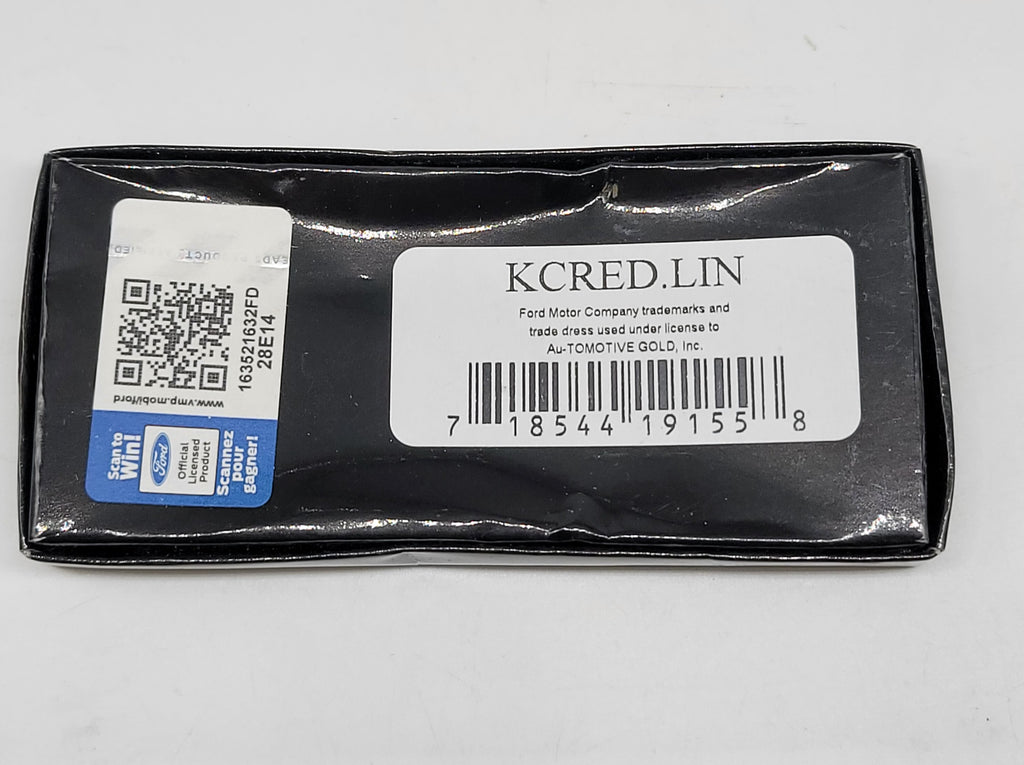 KCRED.LIN
Ford Motor Company trademarks and
trade dress used under license to
Au-TOMOTIVE GOLD, Inc.
7 18544 19155 8
163521632FD
28E14
www.vmp.mobi/ford
Scan to
Win!
Ford
Official
Licensed
Product
Scannez
pour
gagner!